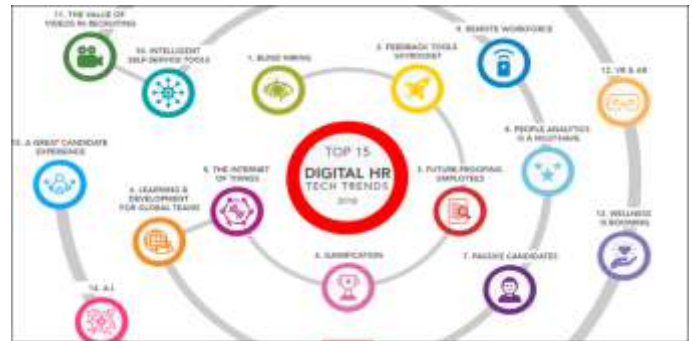 11. THE VALUE OF
VIDEOS IN RECRUITING
10. INTELLIGENT
SELF-SERVICE TOOLS
1. BLIND HIRING
2. FEEDBACK TOOLS
SKYROCKET
9. REMOTE WORKFORCE
12. VR & AR
15. A GREAT CANDIDATE
EXPERIENCE
6. LEARNING &
DEVELOPMENT
FOR GLOBAL TEAMS
5. THE INTERNET
OF THINGS
TOP 15
DIGITAL HR
TECH TRENDS
2018
3. FUTURE-PROOFING
EMPLOYEES
8. PEOPLE ANALYTICS
IS A MUST-HAVE
13. WELLNESS
IS BOOMING
14. A.I.
4. GAMIFICATION
7. PASSIVE CANDIDATES